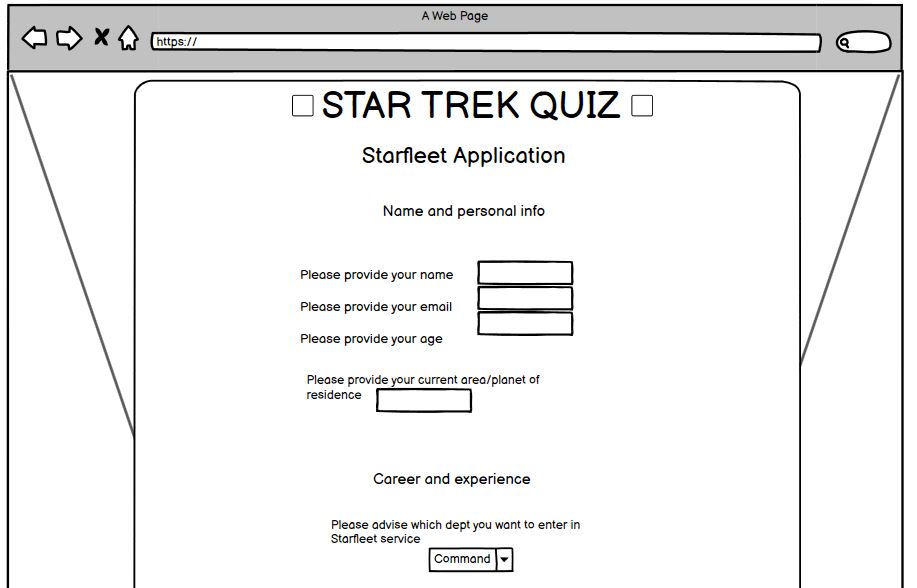 A Web Page
https://
STAR TREK QUIZ
Starfleet Application
Name and personal info
Please provide your name
Please provide your email
Please provide your age
Please provide your current area/planet of
residence
Career and experience
Please advise which dept you want to enter in
Starfleet service
Command